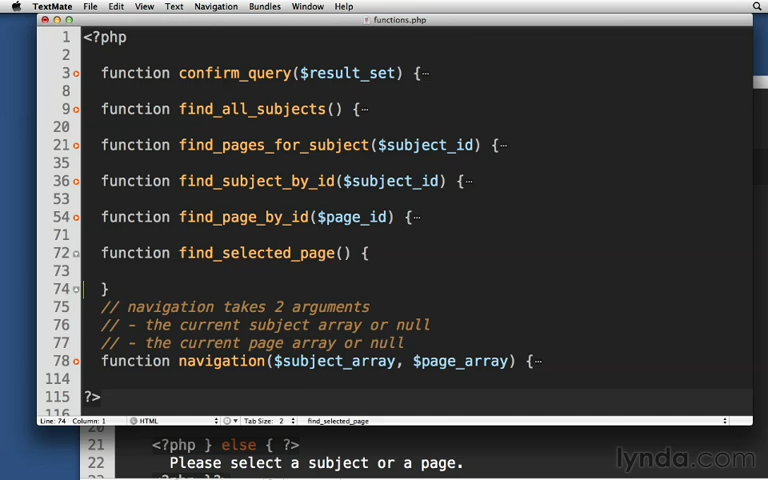 TextMate File Edit View Text Navigation Bundles Window Help
functions.php
1 <?php
2
3 function confirm_query($result_set) {…
8
9 function find_all_subjects() {…
20
21 function find_pages_for_subject($subject_id) {…
35
36 function find_subject_by_id($subject_id) {…
53
54 function find_page_by_id($page_id) {…
71
72 function find_selected_page() {
73
74 }
75 // navigation takes 2 arguments
76 // - the current subject array or null
77 // - the current page array or null
78 function navigation($subject_array, $page_array) {…
114
115 ?>
116
Line: 74 Column: 1 HTML Tab Size: 2 find_selected_page
20
21 <?php } else { ?>
22 Please select a subject or a page.
23 <?php }?>
lynda.com